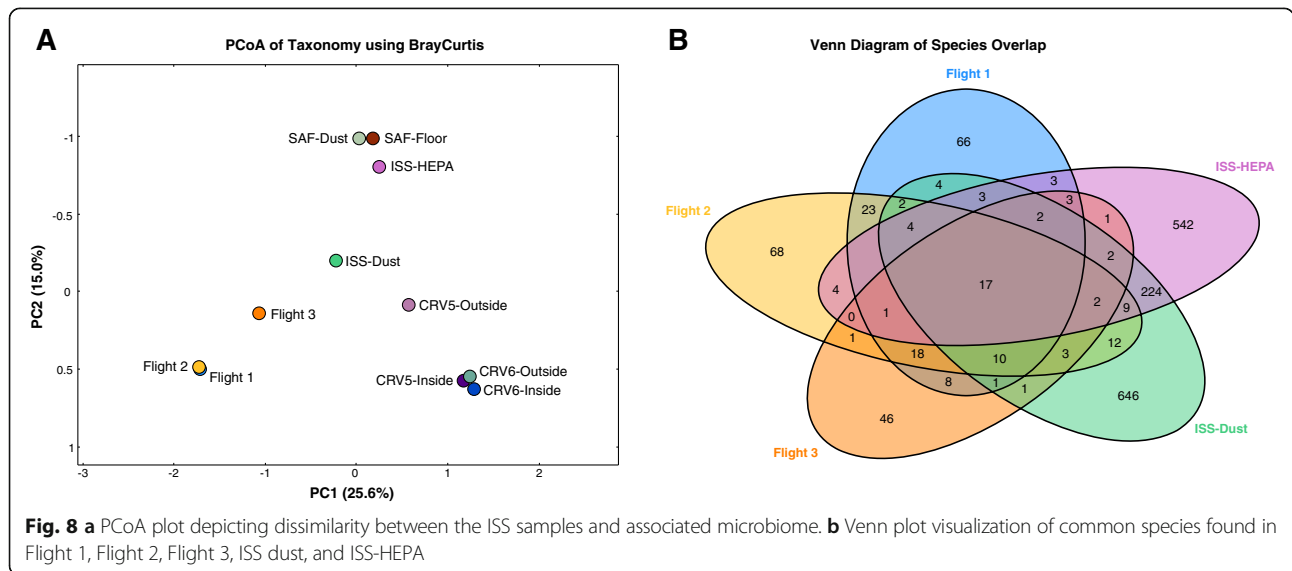 A
PCoA of Taxonomy using BrayCurtis
-1
-0.5
0
0.5
1
PC2 (15.0%)
SAF-Dust
SAF-Floor
ISS-HEPA
ISS-Dust
CRV5-Outside
Flight 3
Flight 2
Flight 1
CRV5-Inside
CRV6-Outside
CRV6-Inside
-3
-2
-1
0
1
2
PC1 (25.6%)
B
Venn Diagram of Species Overlap
Flight 1
66
ISS-HEPA
4
3
3
3
Flight 2
23
2
2
1
542
4
68
2
17
224
4
1
2
9
0
1
12
18
10
3
8
1
1
646
46
ISS-Dust
Flight 3
Fig. 8 a PCoA plot depicting dissimilarity between the ISS samples and associated microbiome. b Venn plot visualization of common species found in
Flight 1, Flight 2, Flight 3, ISS dust, and ISS-HEPA